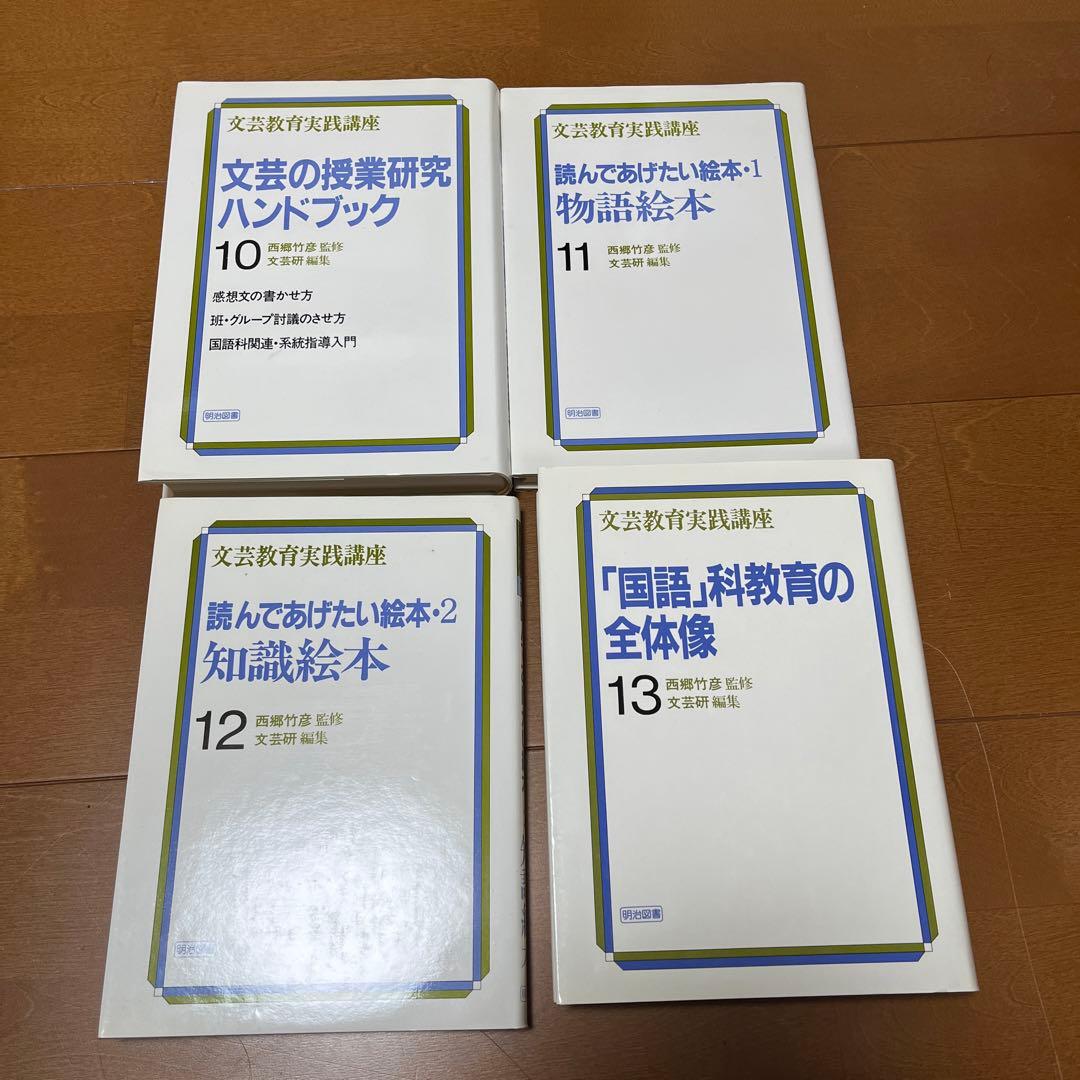 文芸教育実践講座
文芸の授業研究
ハンドブック
10 西郷竹彦 監修
文芸研 編集
感想文の書かせ方
班・グループ討議のさせ方
国語科関連・系統指導入門
明治図書
文芸教育実践講座
読んであげたい絵本・1
物語絵本
11 西郷竹彦 監修
文芸研 編集
明治図書
文芸教育実践講座
読んであげたい絵本・2
知識絵本
12 西郷竹彦 監修
文芸研 編集
明治図書
文芸教育実践講座
「国語」科教育の
全体像
13 西郷竹彦 監修
文芸研 編集
明治図書